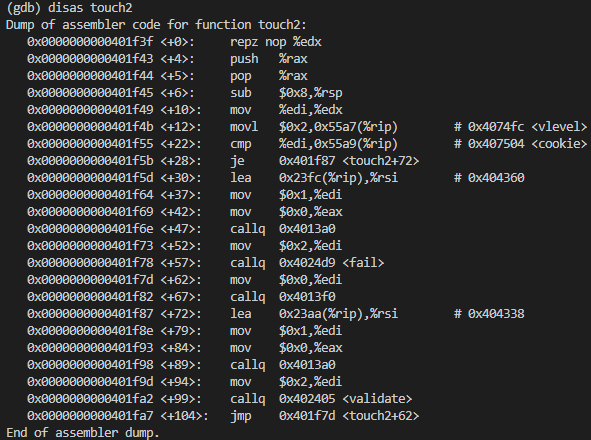 (gdb) disas touch2
Dump of assembler code for function touch2:
   0x0000000000401f3f <+0>:     repz nop %edx
   0x0000000000401f43 <+4>:     push   %rax
   0x0000000000401f44 <+5>:     pop    %rax
   0x0000000000401f45 <+6>:     sub    $0x8,%rsp
   0x0000000000401f49 <+10>:    mov    %edi,%edx
   0x0000000000401f4b <+12>:    movl   $0x2,0x55a7(%rip)        # 0x4074fc <vlevel>
   0x0000000000401f55 <+22>:    cmp    %edi,0x55a9(%rip)        # 0x407504 <cookie>
   0x0000000000401f5b <+28>:    je     0x401f87 <touch2+72>
   0x0000000000401f5d <+30>:    lea    0x23fc(%rip),%rsi        # 0x404360
   0x0000000000401f64 <+37>:    mov    $0x1,%edi
   0x0000000000401f69 <+42>:    mov    $0x0,%eax
   0x0000000000401f6e <+47>:    callq  0x4013a0
   0x0000000000401f73 <+52>:    mov    $0x2,%edi
   0x0000000000401f78 <+57>:    callq  0x4024d9 <fail>
   0x0000000000401f7d <+62>:    mov    $0x0,%edi
   0x0000000000401f82 <+67>:    callq  0x4013f0
   0x0000000000401f87 <+72>:    lea    0x23aa(%rip),%rsi        # 0x404338
   0x0000000000401f8e <+79>:    mov    $0x1,%edi
   0x0000000000401f93 <+84>:    mov    $0x0,%eax
   0x0000000000401f98 <+89>:    callq  0x4013a0
   0x0000000000401f9d <+94>:    mov    $0x2,%edi
   0x0000000000401fa2 <+99>:    callq  0x402405 <validate>
   0x0000000000401fa7 <+104>:   jmp    0x401f7d <touch2+62>
End of assembler dump.